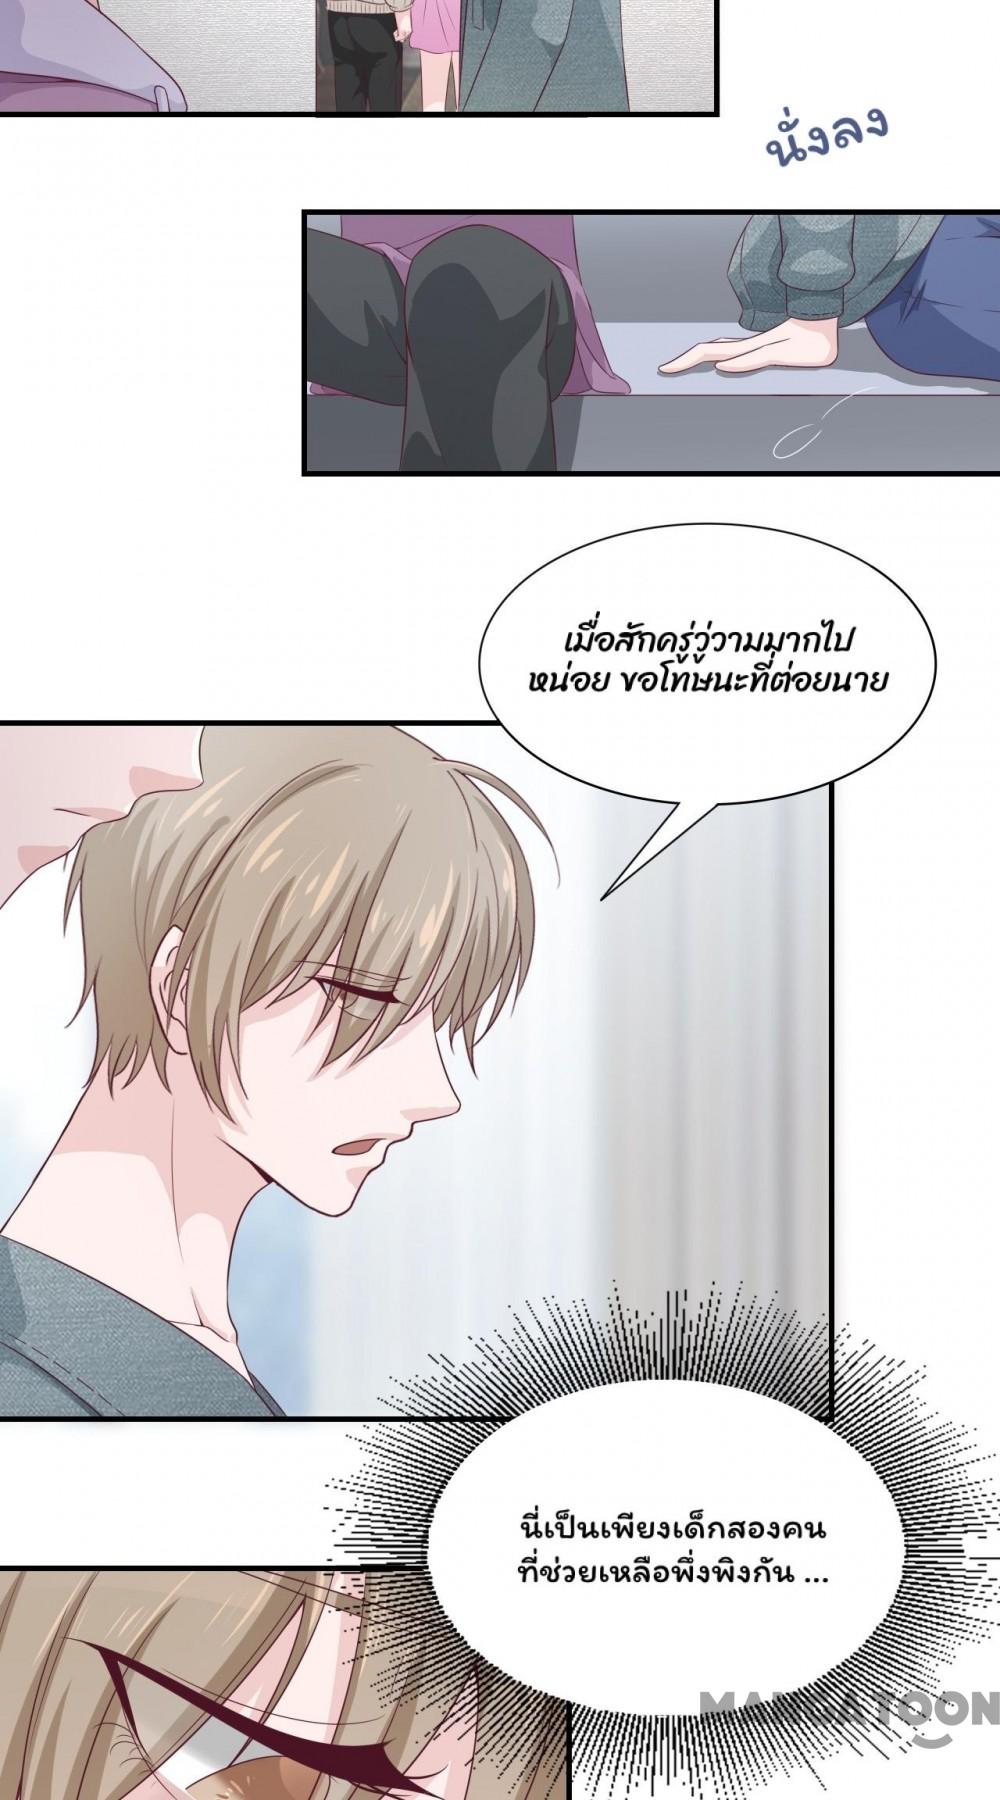 นั่งลง
เมื่อสักครู่วู่วามมากไป
หน่อย ขอโทษนะที่ต่อยนาย
นี่เป็นเพียงเด็กสองคน
ที่ช่วยเหลือพึ่งพิงกัน ...
MANGATOON